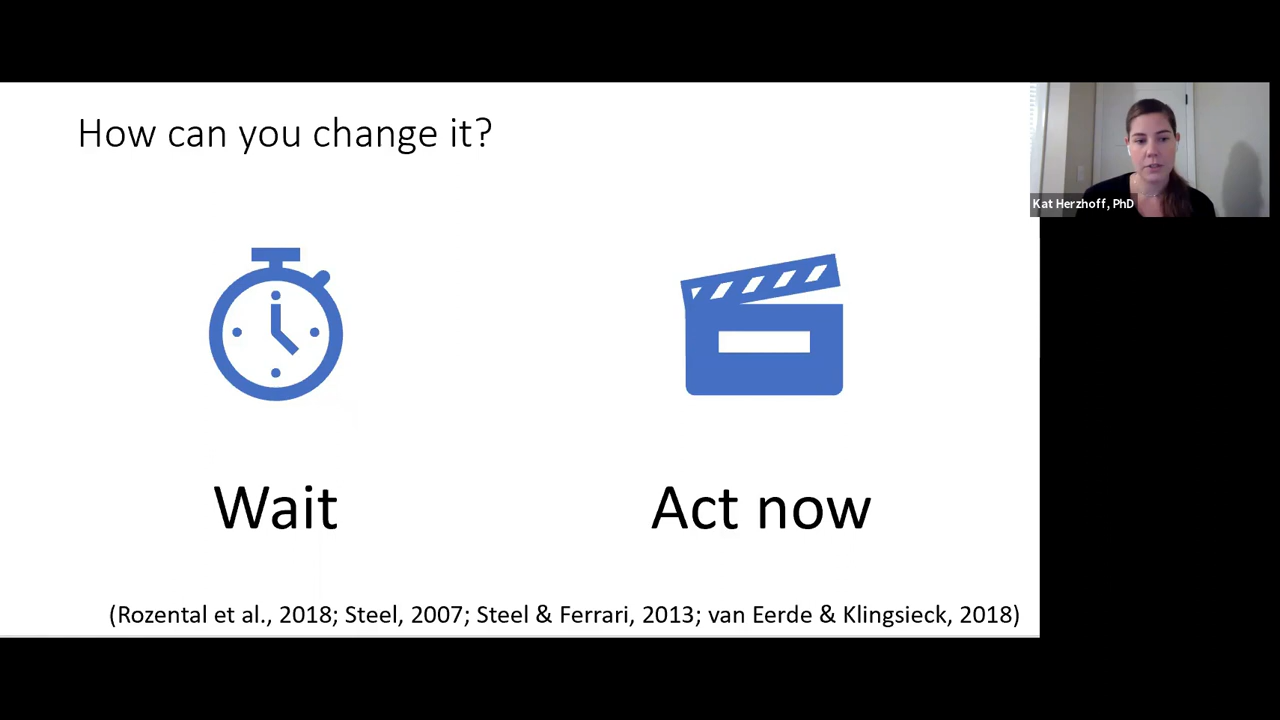 How can you change it?
Kat Herzhoff, PhD
Wait
Act now
(Rozental et al., 2018; Steel, 2007; Steel & Ferrari, 2013; van Eerde & Klingsieck, 2018)